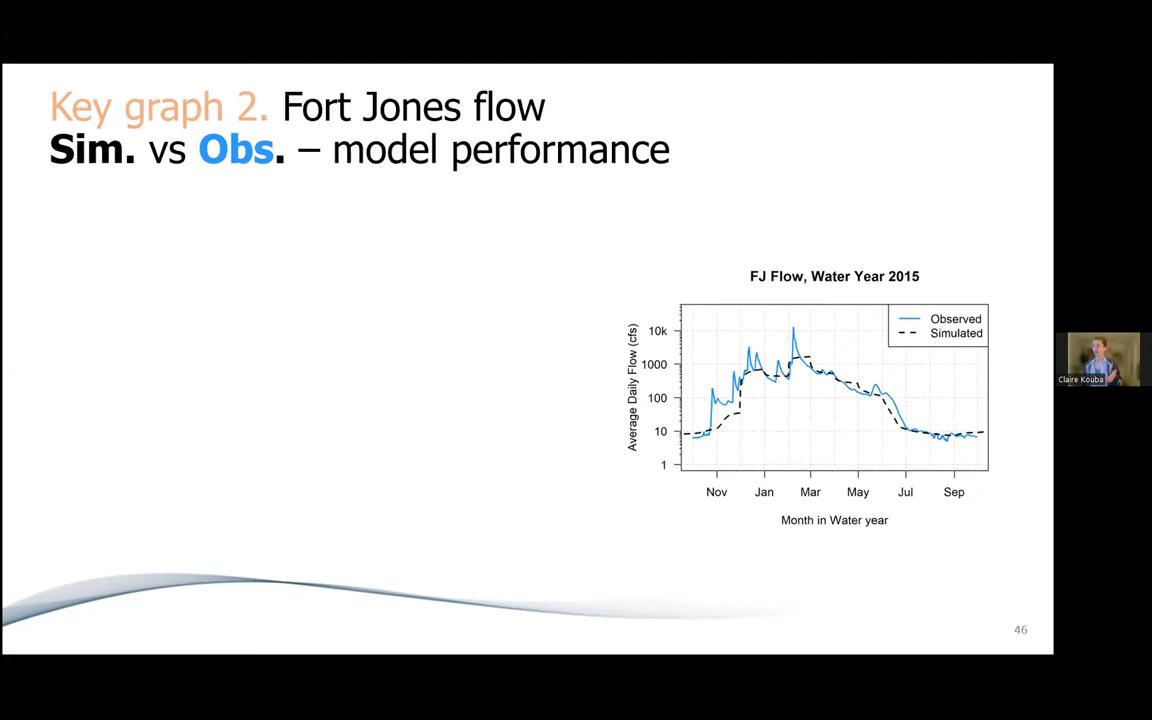 Key graph 2. Fort Jones flow
Sim. vs Obs. – model performance
FJ Flow, Water Year 2015
Observed
Simulated
Average Daily Flow (cfs)
10k
1000
100
10
1
Nov Jan Mar May Jul Sep
Month in Water year
Claire Kouba
46